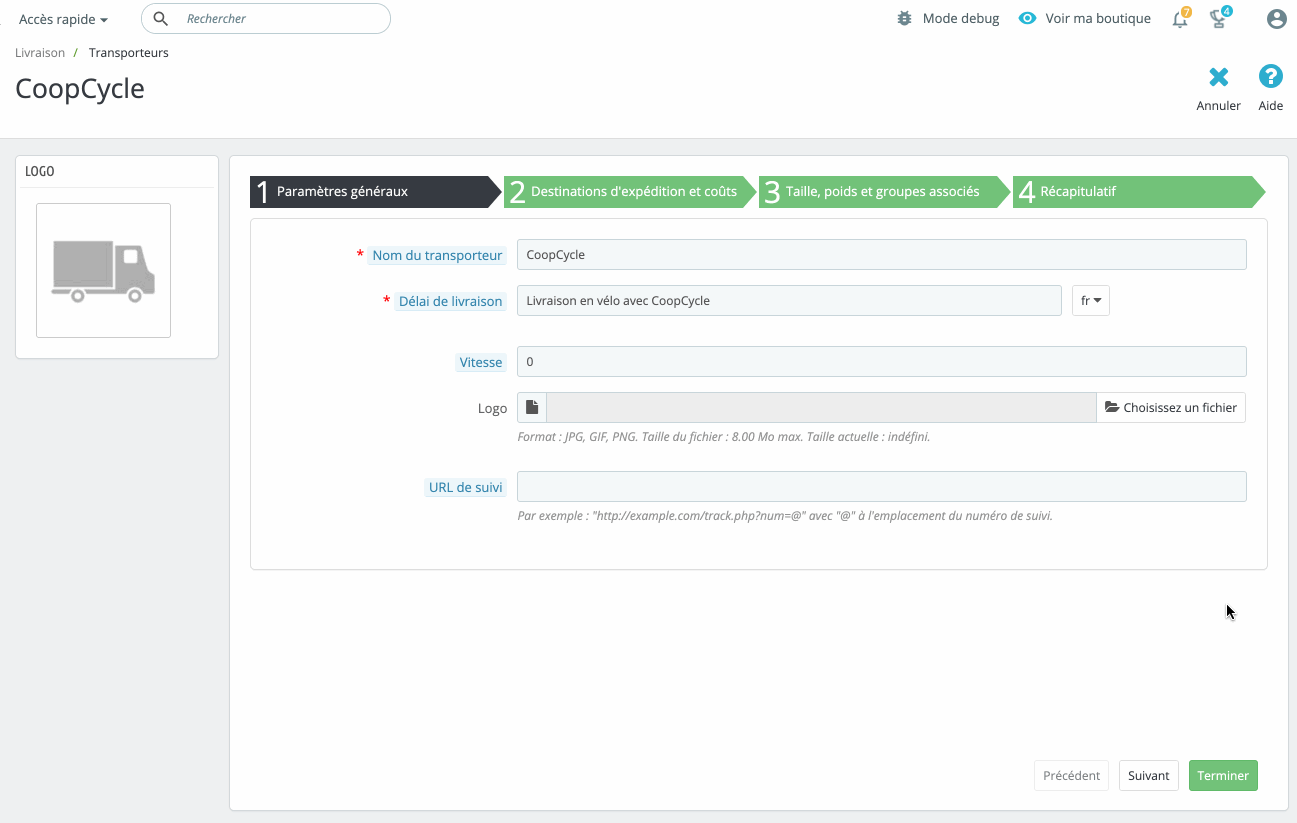 Accès rapide
Rechercher
Mode debug
Voir ma boutique
7
4
Livraison / Transporteurs
CoopCycle
Annuler
Aide
LOGO
1 Paramètres généraux
2 Destinations d'expédition et coûts
3 Taille, poids et groupes associés
4 Récapitulatif
* Nom du transporteur
CoopCycle
* Délai de livraison
Livraison en vélo avec CoopCycle
fr
Vitesse
0
Logo
Choisissez un fichier
Format : JPG, GIF, PNG. Taille du fichier : 8.00 Mo max. Taille actuelle : indéfini.
URL de suivi
Par exemple : "http://example.com/track.php?num=@" avec "@" à l'emplacement du numéro de suivi.
Précédent
Suivant
Terminer